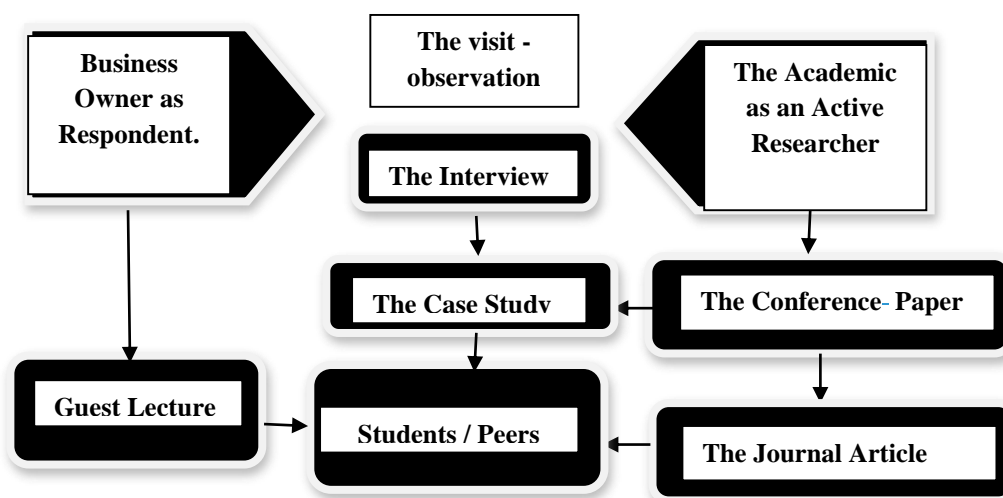 Business
Owner as
Respondent.
The visit -
observation
The Academic
as an Active
Researcher
The Interview
The Case Study
The Conference- Paper
Guest Lecture
Students / Peers
The Journal Article